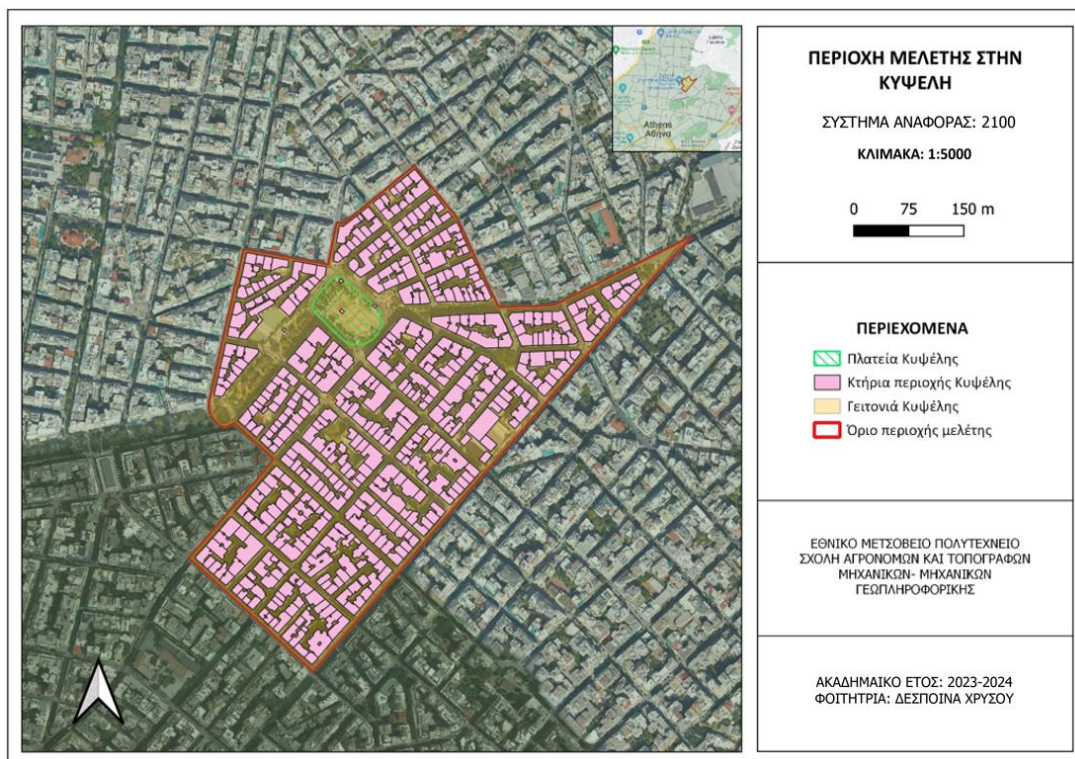 ΠΕΡΙΟΧΗ ΜΕΛΕΤΗΣ ΣΤΗΝ
ΚΥΨΕΛΗ
ΣΥΣΤΗΜΑ ΑΝΑΦΟΡΑΣ: 2100
ΚΛΙΜΑΚΑ: 1:5000
0 75 150 m
ΠΕΡΙΕΧΟΜΕΝΑ
Πλατεία Κυψέλης
Κτήρια περιοχής Κυψέλης
Γειτονιά Κυψέλης
Όριο περιοχής μελέτης
ΕΘΝΙΚΟ ΜΕΤΣΟΒΕΙΟ ΠΟΛΥΤΕΧΝΕΙΟ
ΣΧΟΛΗ ΑΓΡΟΝΟΜΩΝ ΚΑΙ ΤΟΠΟΓΡΑΦΩΝ
ΜΗΧΑΝΙΚΩΝ- ΜΗΧΑΝΙΚΩΝ
ΓΕΩΠΛΗΡΟΦΟΡΙΚΗΣ
ΑΚΑΔΗΜΑΙΚΟ ΕΤΟΣ: 2023-2024
ΦΟΙΤΗΤΡΙΑ: ΔΕΣΠΟΙΝΑ ΧΡΥΣΟΥ
Athens
Αθήνα